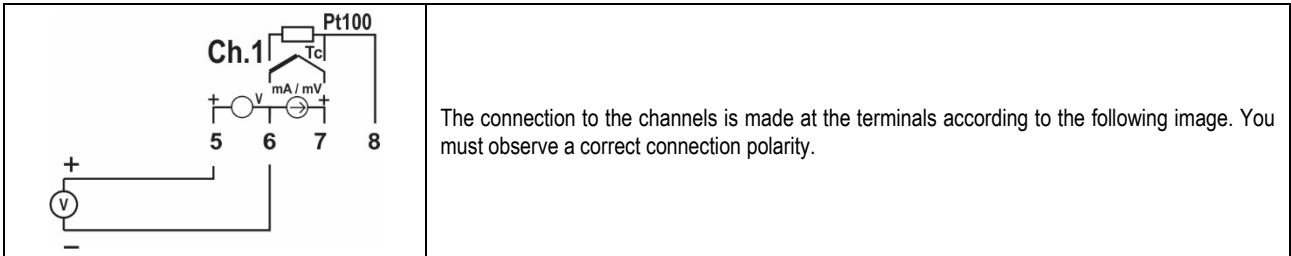 Pt100
Ch.1
Tc
mA / mV
+ V +
5 6 7 8
+
V
−
The connection to the channels is made at the terminals according to the following image. You
must observe a correct connection polarity.